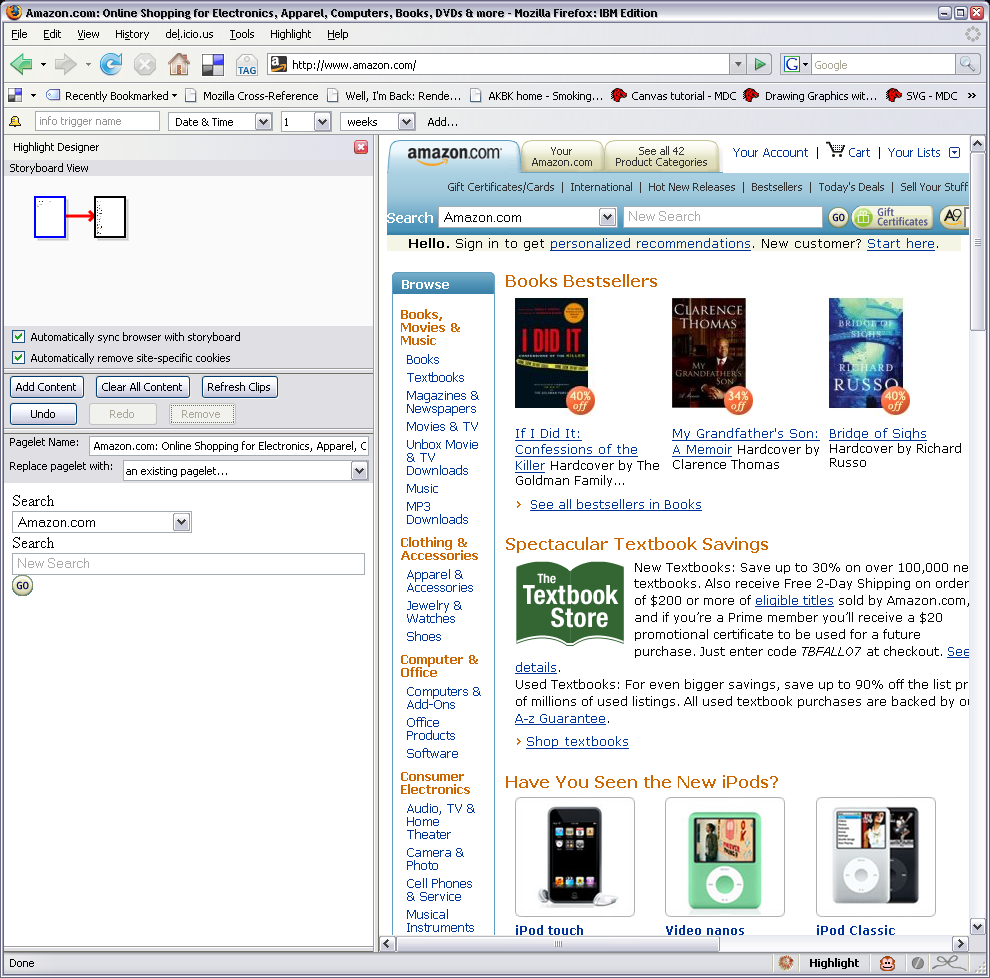 Amazon.com: Online Shopping for Electronics, Apparel, Computers, Books, DVDs & more - Mozilla Firefox: IBM Edition
File Edit View History del.icio.us Tools Highlight Help
TAG a http://www.amazon.com/ G Google
Recently Bookmarked Mozilla Cross-Reference Well, I'm Back: Rende... AKBK home - Smoking... Canvas tutorial - MDC Drawing Graphics wit... SVG - MDC »
info trigger name Date & Time 1 weeks Add...
Highlight Designer
Storyboard View
Automatically sync browser with storyboard
Automatically remove site-specific cookies
Add Content Clear All Content Refresh Clips
Undo Redo Remove
Pagelet Name: Amazon.com: Online Shopping for Electronics, Apparel, C
Replace pagelet with: an existing pagelet...
Search
Amazon.com
Search
New Search
GO
amazon.com
Your
Amazon.com
See all 42
Product Categories
Your Account | Cart | Your Lists
Gift Certificates/Cards | International | Hot New Releases | Bestsellers | Today's Deals | Sell Your Stuff
Search Amazon.com New Search GO Gift
Certificates A9
Hello. Sign in to get personalized recommendations. New customer? Start here.
Browse
Books,
Movies &
Music
Books
Textbooks
Magazines &
Newspapers
Movies & TV
Unbox Movie
& TV
Downloads
Music
MP3
Downloads
Clothing &
Accessories
Apparel &
Accessories
Jewelry &
Watches
Shoes
Computer &
Office
Computers &
Add-Ons
Office
Products
Software
Consumer
Electronics
Audio, TV &
Home
Theater
Camera &
Photo
Cell Phones
& Service
Musical
Instruments
Books Bestsellers
I DID IT
CONFESSIONS OF THE KILLER
40%
off
CLARENCE
THOMAS
MY
GRANDFATHER'S
SON
34%
off
BRIDGE OF
SIGHS
RICHARD
RUSSO
40%
off
If I Did It:
Confessions of the
Killer Hardcover by The
Goldman Family...
My Grandfather's Son:
A Memoir Hardcover by
Clarence Thomas
Bridge of Sighs
Hardcover by Richard
Russo
› See all bestsellers in Books
Spectacular Textbook Savings
The
Textbook
Store
New Textbooks: Save up to 30% on over 100,000 ne
textbooks. Also receive Free 2-Day Shipping on order
of $200 or more of eligible titles sold by Amazon.com,
and if you're a Prime member you'll receive a $20
promotional certificate to be used for a future
purchase. Just enter code TBFALL07 at checkout. See
details.
Used Textbooks: For even bigger savings, save up to 90% off the list pr
of millions of used listings. All used textbook purchases are backed by ou
A-z Guarantee.
› Shop textbooks
Have You Seen the New iPods?
iPod touch
Video nanos
iPod Classic
Done Highlight